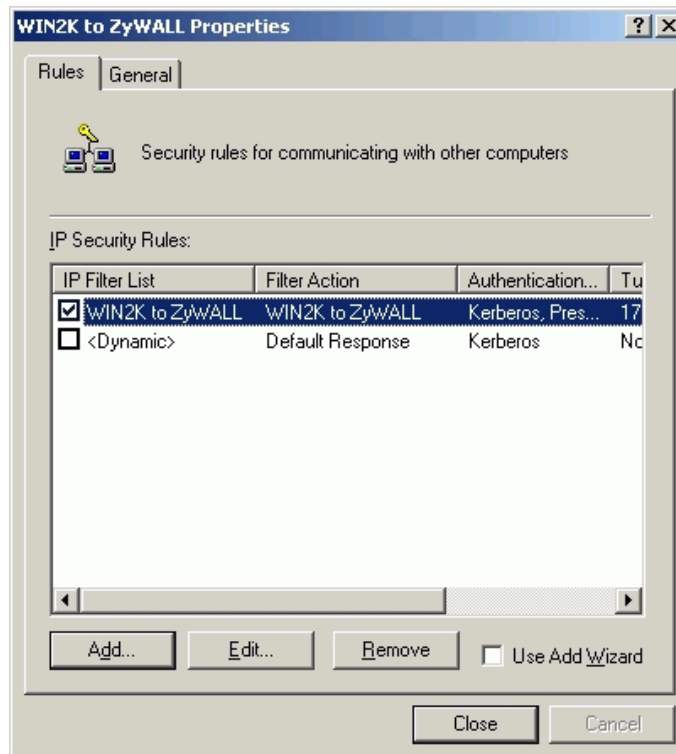 WIN2K to ZyWALL Properties
Rules General
Security rules for communicating with other computers
IP Security Rules:
IP Filter List Filter Action Authentication... Tu
WIN2K to ZyWALL WIN2K to ZyWALL Kerberos, Pres... 17
<Dynamic> Default Response Kerberos Nc
Add... Edit... Remove Use Add Wizard
Close Cancel